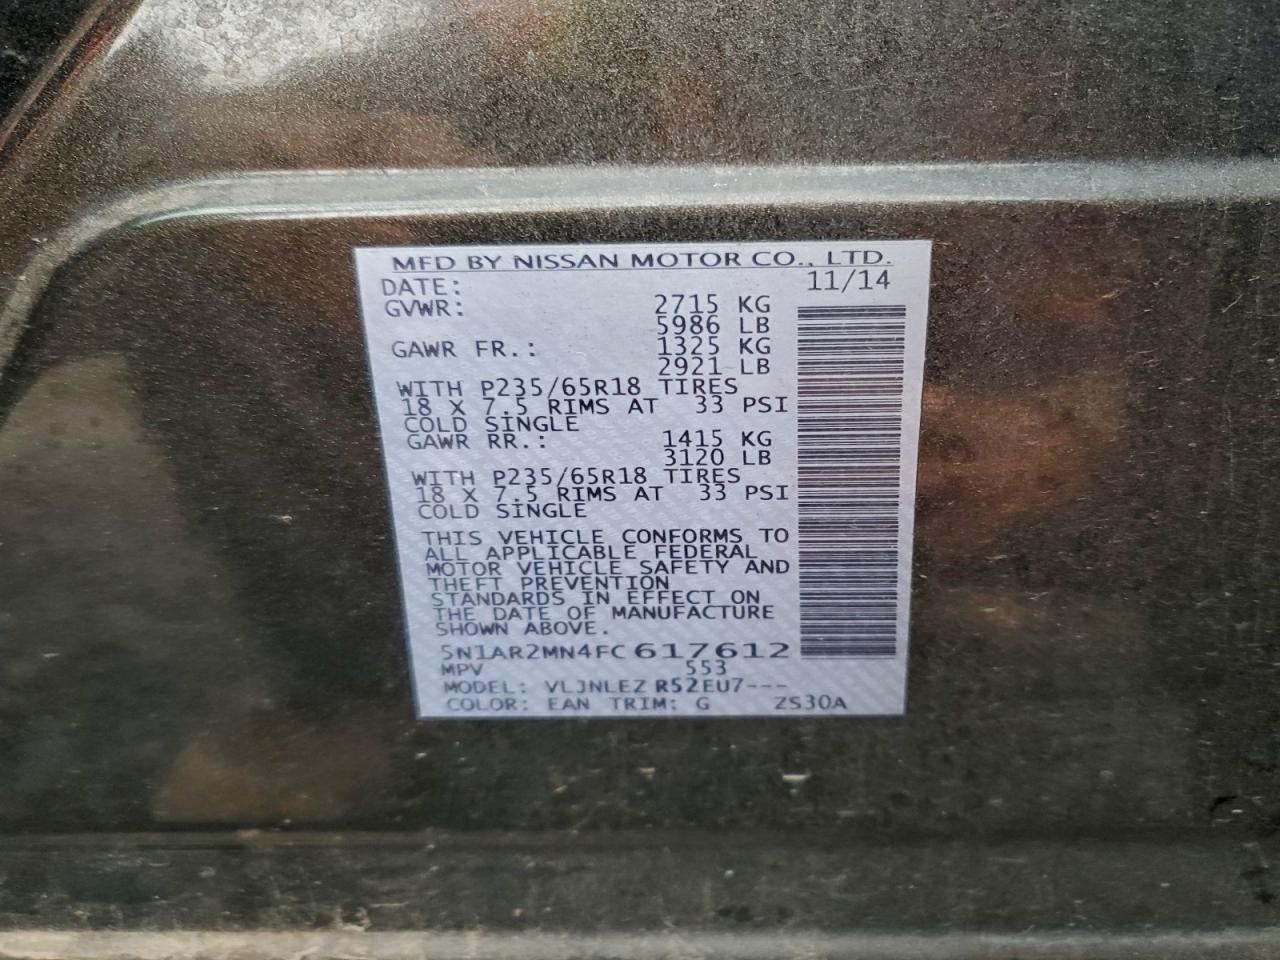 MFD BY NISSAN MOTOR CO., LTD.
DATE: 11/14
GVWR: 2715 KG
5986 LB
GAWR FR.: 1325 KG
2921 LB
WITH P235/65R18 TIRES
18 X 7.5 RIMS AT 33 PSI
COLD SINGLE
GAWR RR.: 1415 KG
3120 LB
WITH P235/65R18 TIRES
18 X 7.5 RIMS AT 33 PSI
COLD SINGLE
THIS VEHICLE CONFORMS TO
ALL APPLICABLE FEDERAL
MOTOR VEHICLE SAFETY AND
THEFT PREVENTION
STANDARDS IN EFFECT ON
THE DATE OF MANUFACTURE
SHOWN ABOVE.
5N1AR2MN4FC617612
MPV 553
MODEL: VLJNLEZ R52EU7---
COLOR: EAN TRIM: G ZS30A